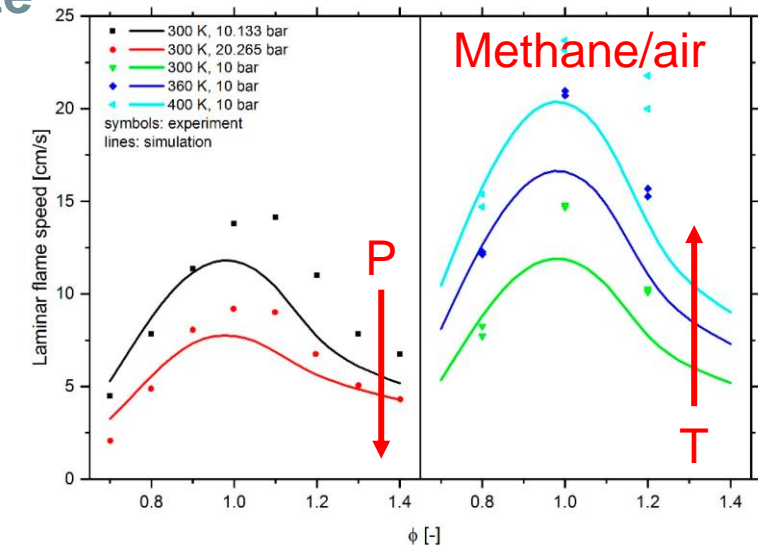 300 K, 10.133 bar
300 K, 20.265 bar
300 K, 10 bar
360 K, 10 bar
400 K, 10 bar
symbols: experiment
lines: simulation
Methane/air
P
T
Laminar flame speed [cm/s]
25
20
15
10
5
0
0.8 1.0 1.2 1.4 0.8 1.0 1.2 1.4
ϕ [-]